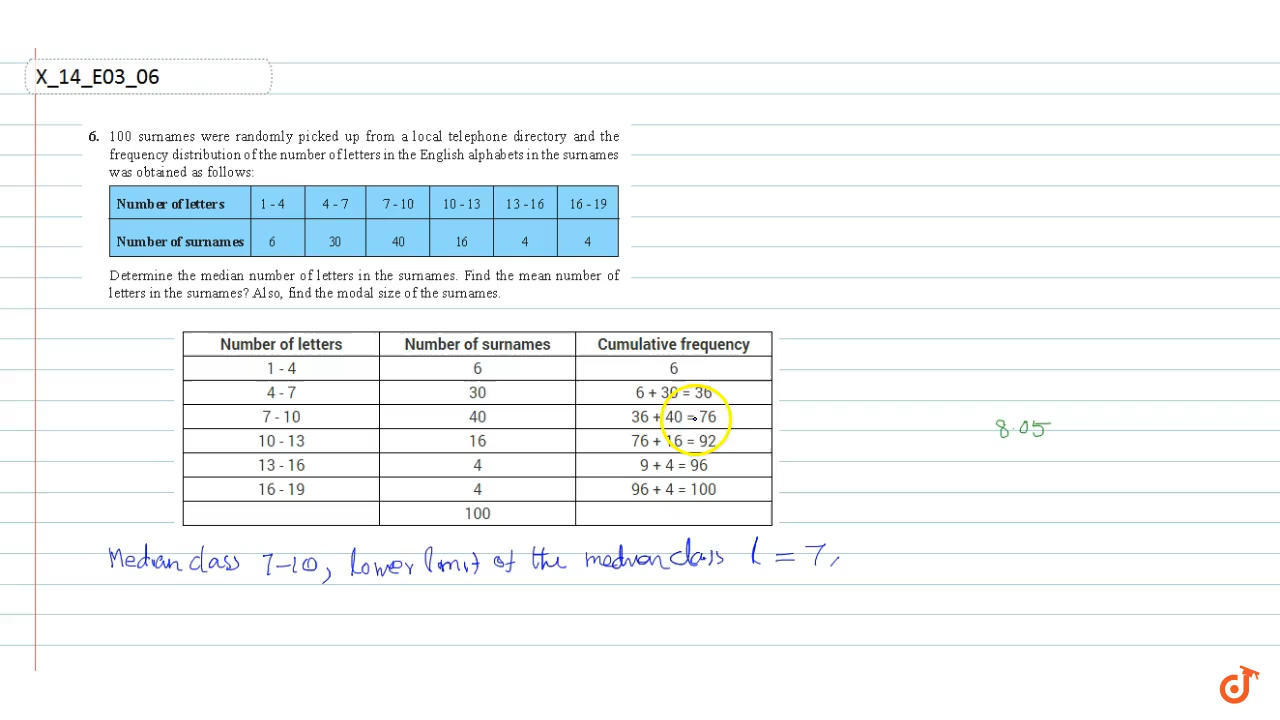 X_14_E03_06
6. 100 surnames were randomly picked up from a local telephone directory and the
frequency distribution of the number of letters in the English alphabets in the surnames
was obtained as follows:
Number of letters 1 - 4 4 - 7 7 - 10 10 - 13 13 - 16 16 - 19
Number of surnames 6 30 40 16 4 4
Determine the median number of letters in the surnames. Find the mean number of
letters in the surnames? Also, find the modal size of the surnames.
Number of letters Number of surnames Cumulative frequency
1 - 4 6 6
4 - 7 30 6 + 30 = 36
7 - 10 40 36 + 40 = 76
10 - 13 16 76 + 16 = 92
13 - 16 4 9 + 4 = 96
16 - 19 4 96 + 4 = 100
100
8.05
Median class 7-10, Lower limit of the median class l = 7,